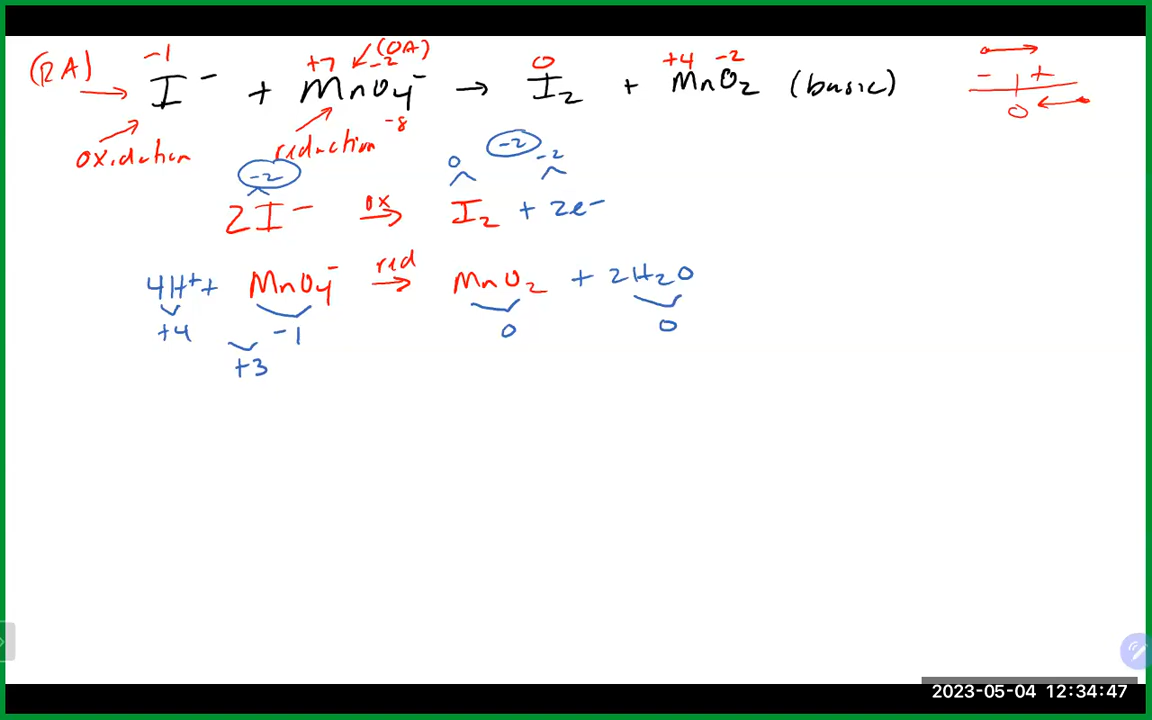 -1 +7 (OA) -2 0 +4 -2
(RA) → I⁻ + MnO₄⁻ → I₂ + MnO₂ (basic) - | + 0
oxidation reduction -8
-2 0 -2 -2
2I⁻ ox→ I₂ + 2e⁻
4H⁺ + MnO₄⁻ red→ MnO₂ + 2H₂O
+4 -1 0 0
+3
2023-05-04 12:34:47